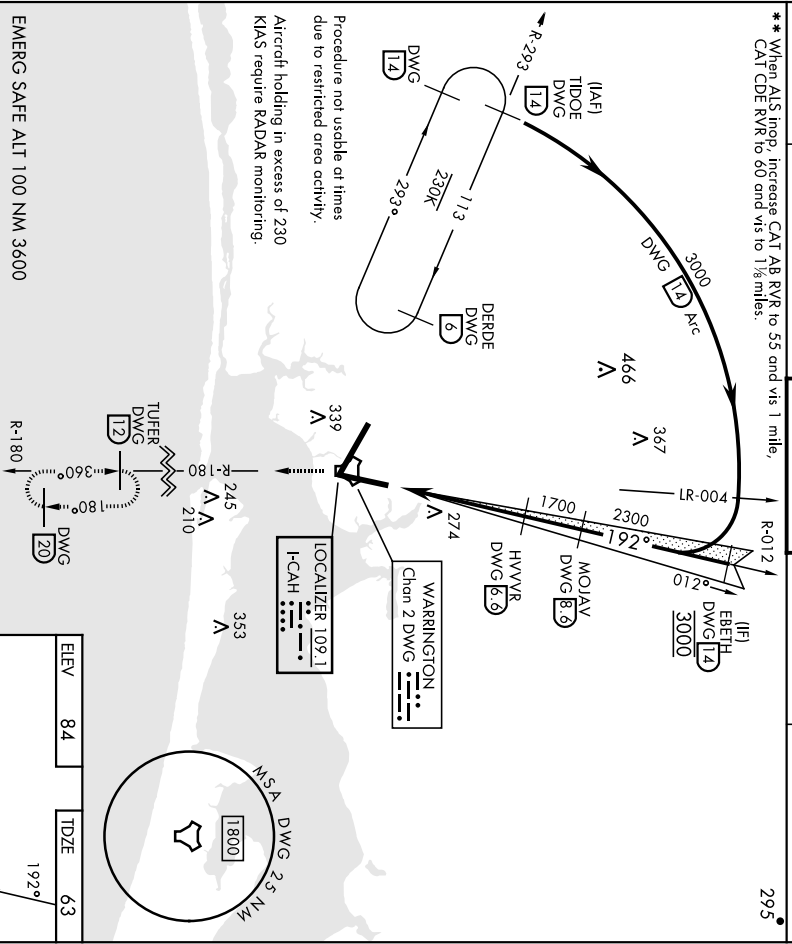 ** When ALS inop, increase CAT AB RVR to 55 and vis 1 mile,
CAT CDE RVR to 60 and vis to 1⅛ miles.
295
(IAF)
TIDOE
DWG
14
R-293
DWG
14
293°
113
230K
DERDE
DWG
6
3000
DWG 14 Arc
466
367
LR-004
R-012
(IF)
EBETH
DWG 14
3000
2300
1700
192°
012°
MOJAV
DWG 8.6
HVVVR
DWG 6.6
274
339
WARRINGTON
Chan 2 DWG
LOCALIZER 109.1
I-CAH
Procedure not usable at times
due to restricted area activity.
Aircraft holding in excess of 230
KIAS require RADAR monitoring.
245
210
353
R-180
TUFER
DWG
12
360°
180°
DWG
20
R-180
MSA DWG 25 NM
1800
EMERG SAFE ALT 100 NM 3600
ELEV 84
TDZE 63
192°